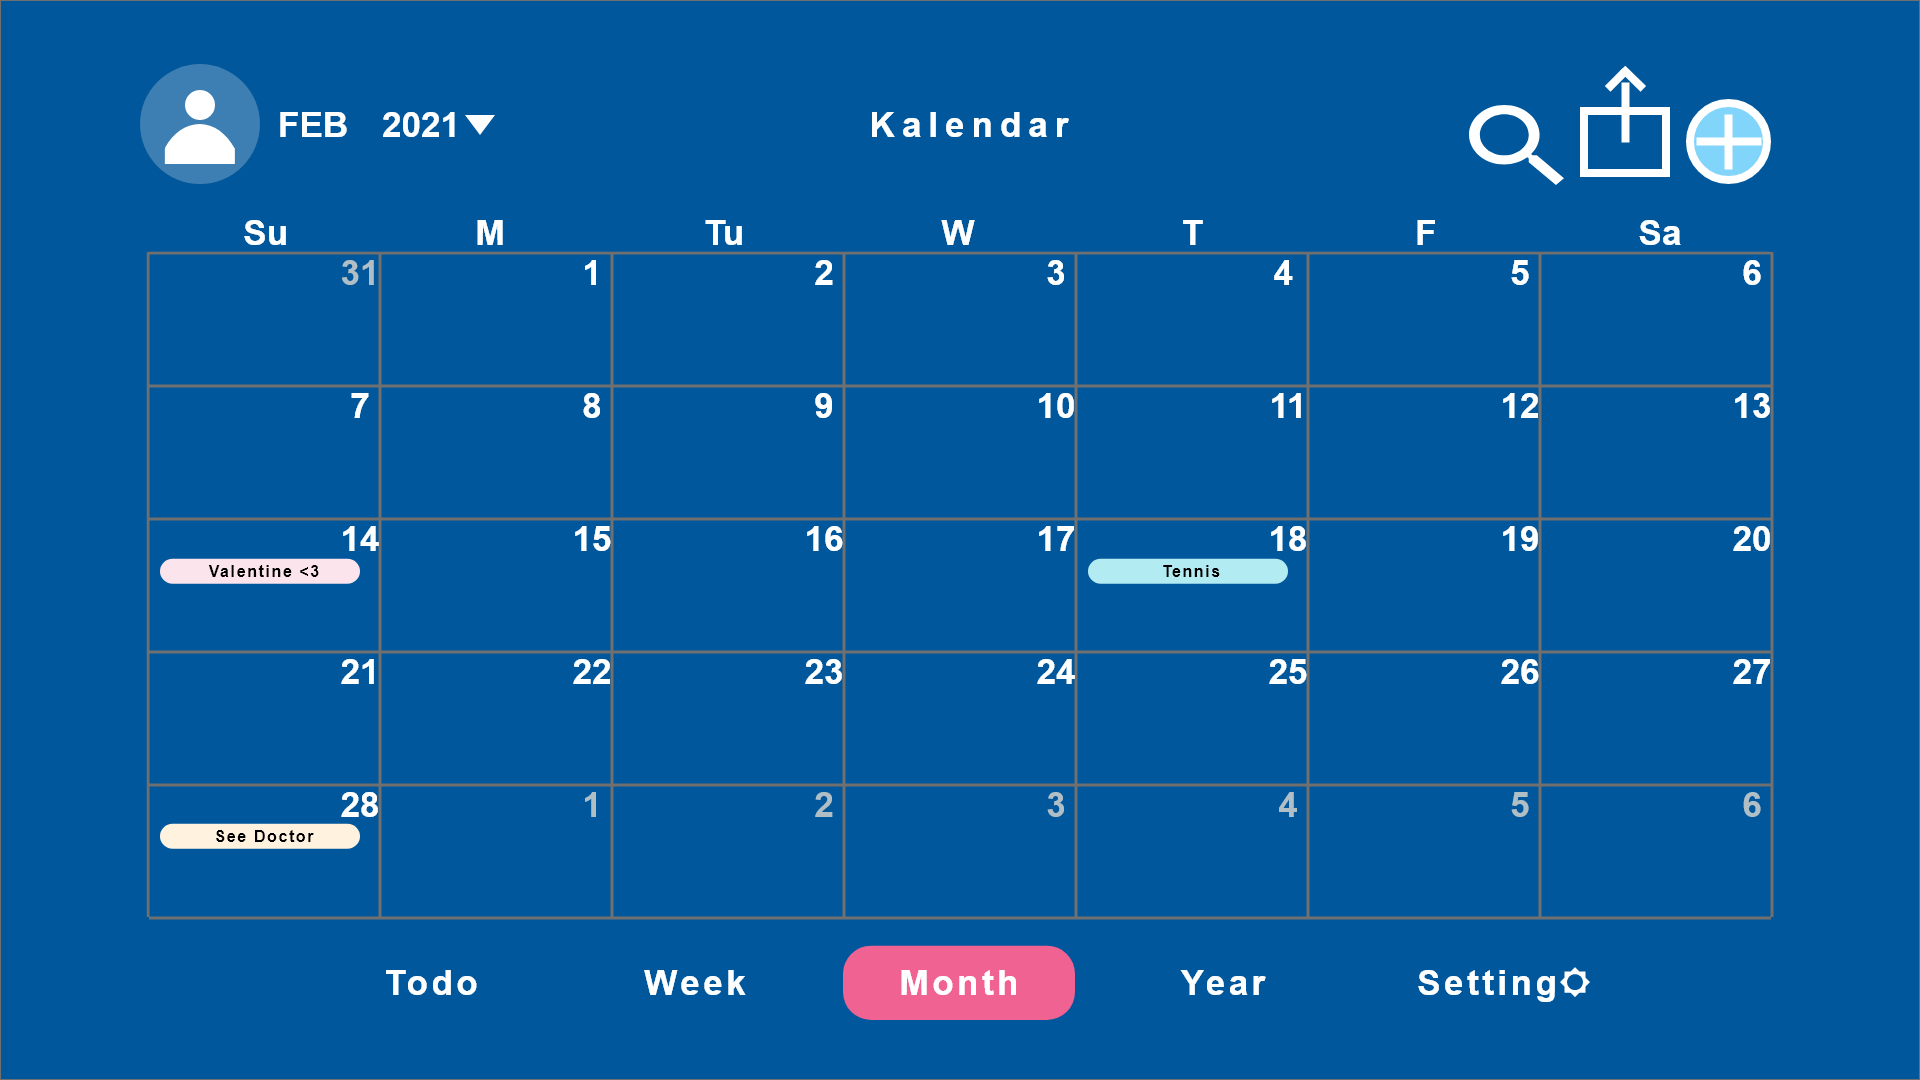 FEB 2021
Kalendar
Su M Tu W T F Sa
31 1 2 3 4 5 6
7 8 9 10 11 12 13
14 15 16 17 18 19 20
Valentine <3 Tennis
21 22 23 24 25 26 27
28 1 2 3 4 5 6
See Doctor
Todo Week Month Year Setting